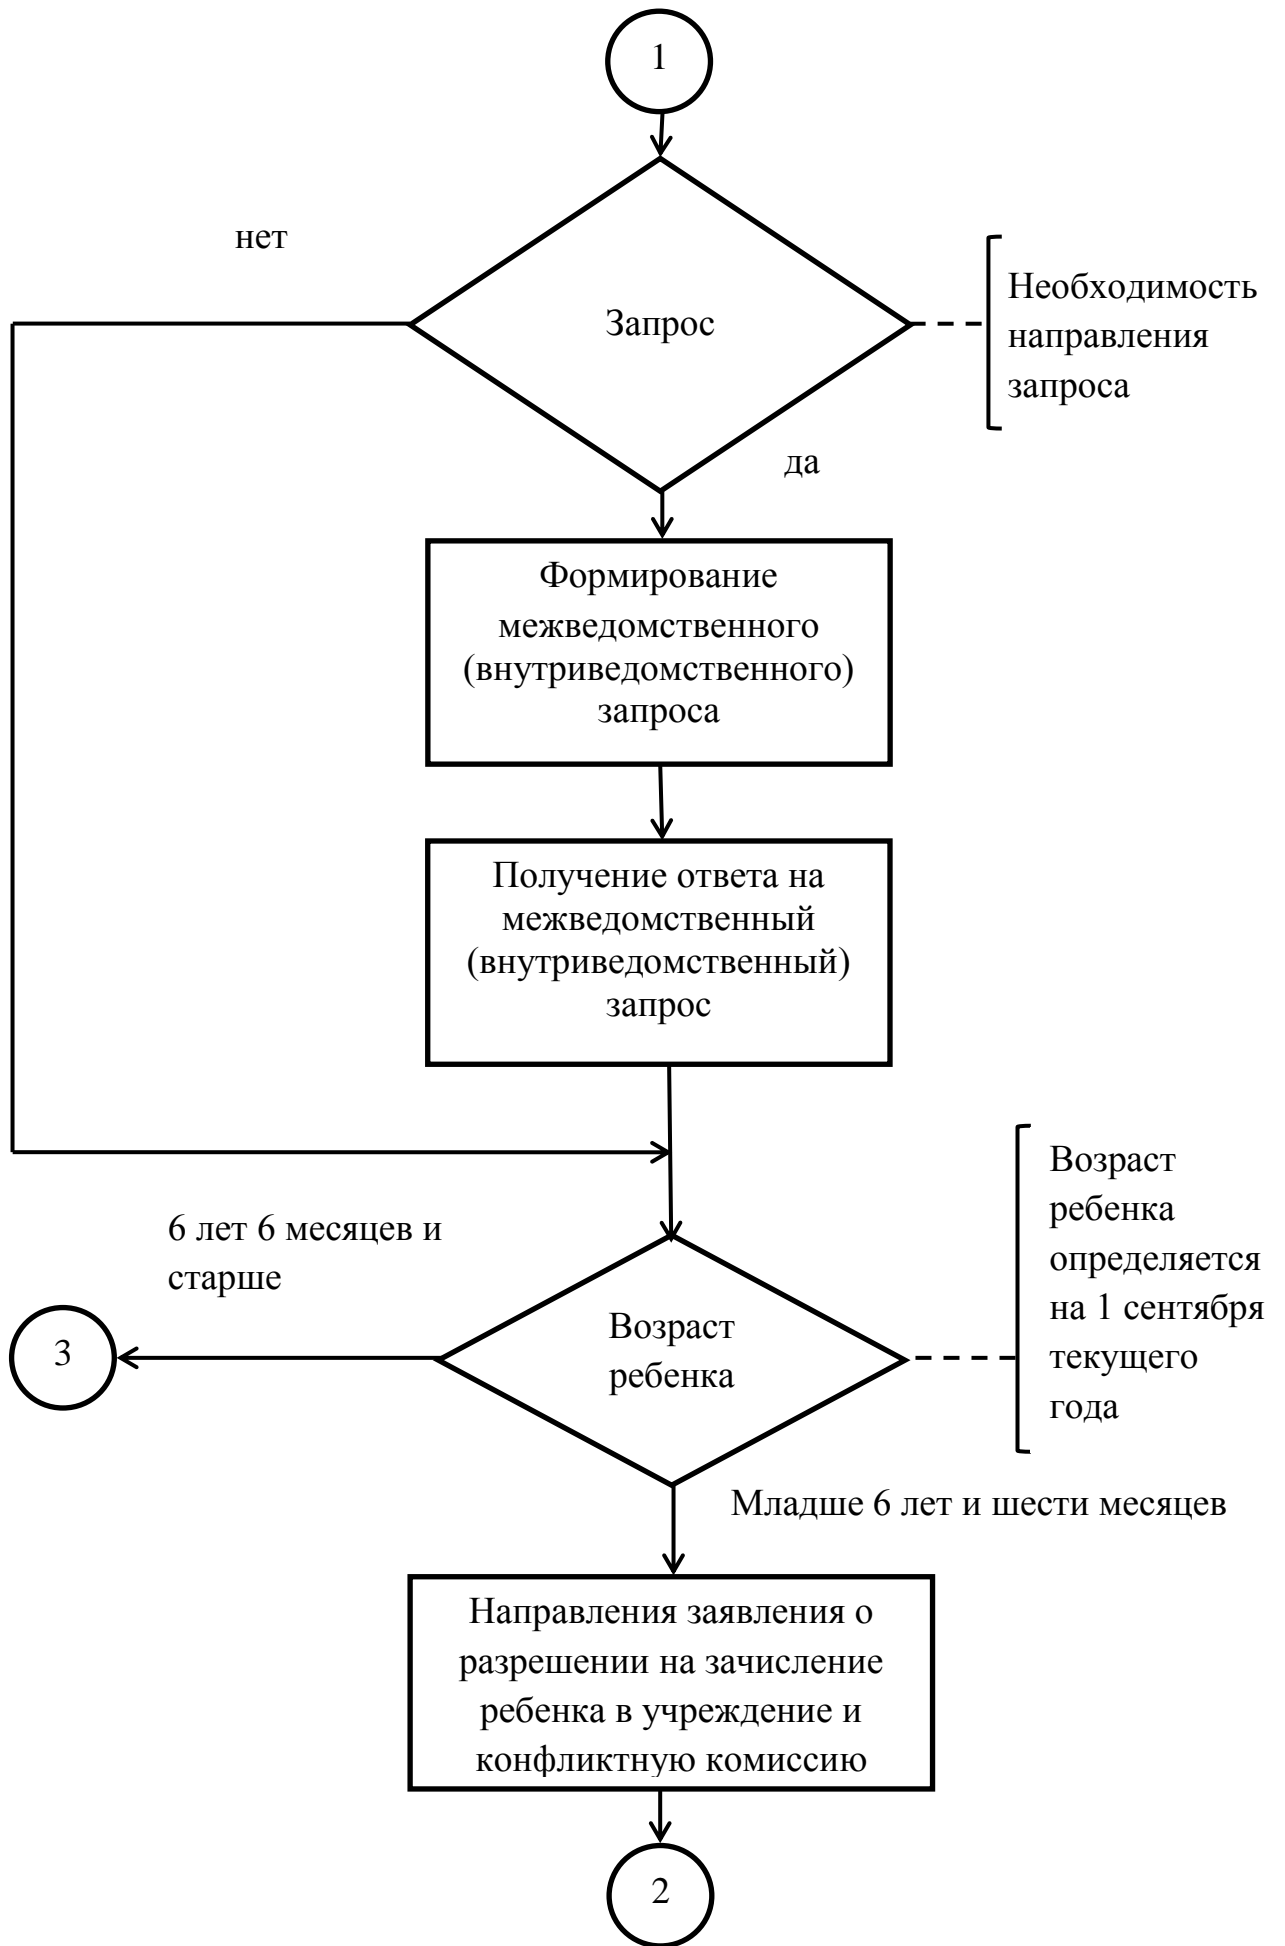 1
нет
Запрос
Необходимость
направления
запроса
да
Формирование
межведомственного
(внутриведомственного)
запроса
Получение ответа на
межведомственный
(внутриведомственный)
запрос
6 лет 6 месяцев и
старше
3
Возраст
ребенка
Возраст
ребенка
определяется
на 1 сентября
текущего
года
Младше 6 лет и шести месяцев
Направления заявления о
разрешении на зачисление
ребенка в учреждение и
конфликтную комиссию
2